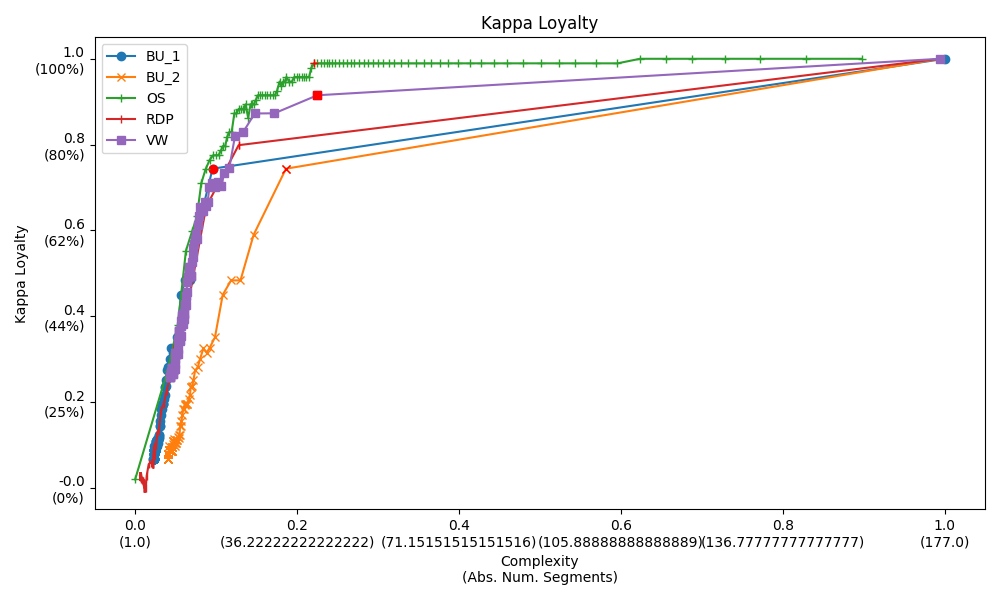 Kappa Loyalty
BU_1
BU_2
OS
RDP
VW
Kappa Loyalty
1.0
(100%)
0.8
(80%)
0.6
(62%)
0.4
(44%)
0.2
(25%)
-0.0
(0%)
0.0 0.2 0.4 0.6 0.8 1.0
(1.0) (36.22222222222222) (71.15151515151516) (105.88888888888889) (136.77777777777777) (177.0)
Complexity
(Abs. Num. Segments)